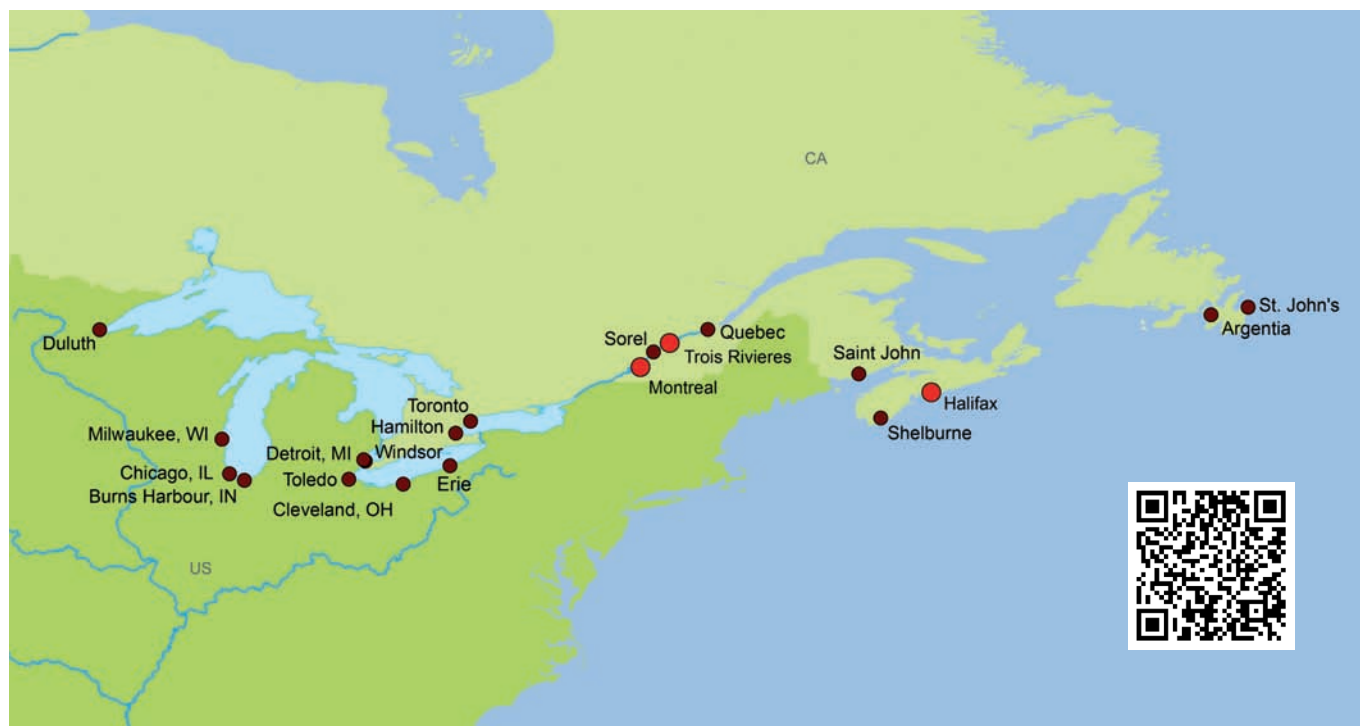 CA
St. John's
Argentia
Duluth
Sorel
Quebec
Trois Rivieres
Saint John
Montreal
Halifax
Toronto
Hamilton
Shelburne
Milwaukee, WI
Detroit, MI
Windsor
Chicago, IL
Toledo
Erie
Burns Harbour, IN
Cleveland, OH
US